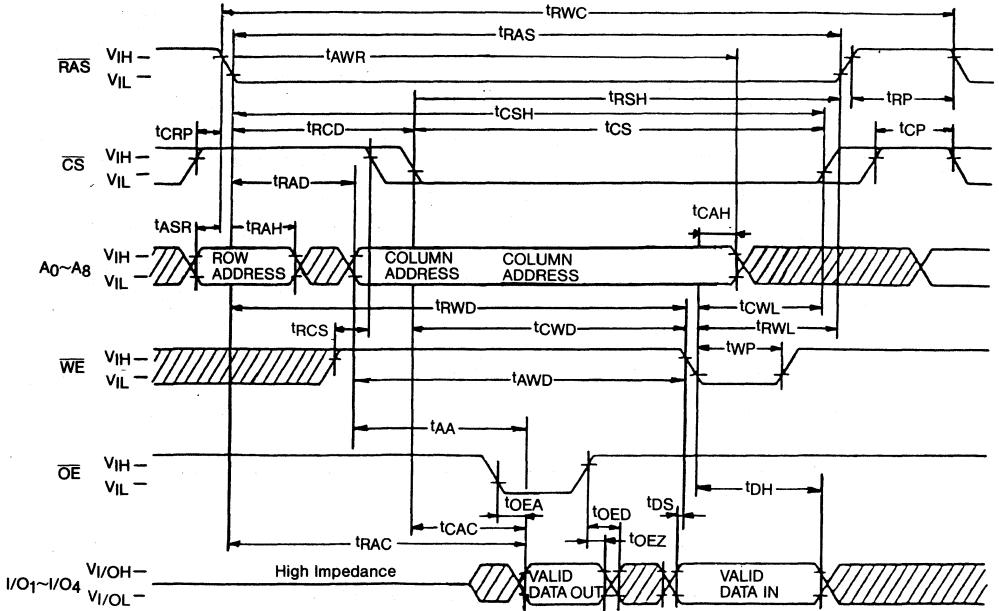 tRWC
tRAS
tAWR
RAS
VIH
VIL
tRSH
tRP
tCSH
tCRP
tRCD
tCS
tCP
CS
VIH
VIL
tRAD
tCAH
tASR
tRAH
A0~A8
VIH
VIL
ROW ADDRESS
COLUMN ADDRESS
COLUMN ADDRESS
tRWD
tCWL
tRCS
tCWD
tRWL
WE
VIH
VIL
tWP
tAWD
tAA
OE
VIH
VIL
tOEA
tOED
tDS
tDH
tCAC
tOEZ
tRAC
I/O1~I/O4
VI/OH
VI/OL
High Impedance
VALID DATA OUT
VALID DATA IN